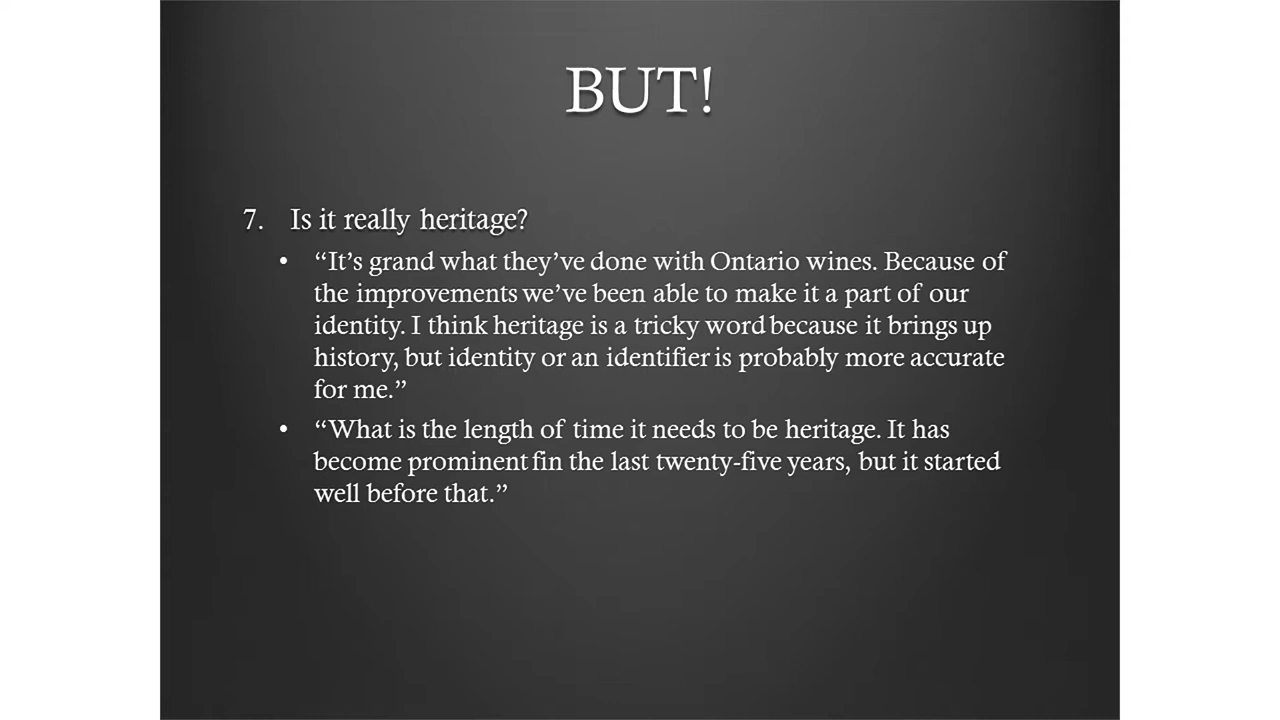 BUT!
7. Is it really heritage?
• “It’s grand what they’ve done with Ontario wines. Because of
the improvements we’ve been able to make it a part of our
identity. I think heritage is a tricky word because it brings up
history, but identity or an identifier is probably more accurate
for me.”
• “What is the length of time it needs to be heritage. It has
become prominent fin the last twenty-five years, but it started
well before that.”